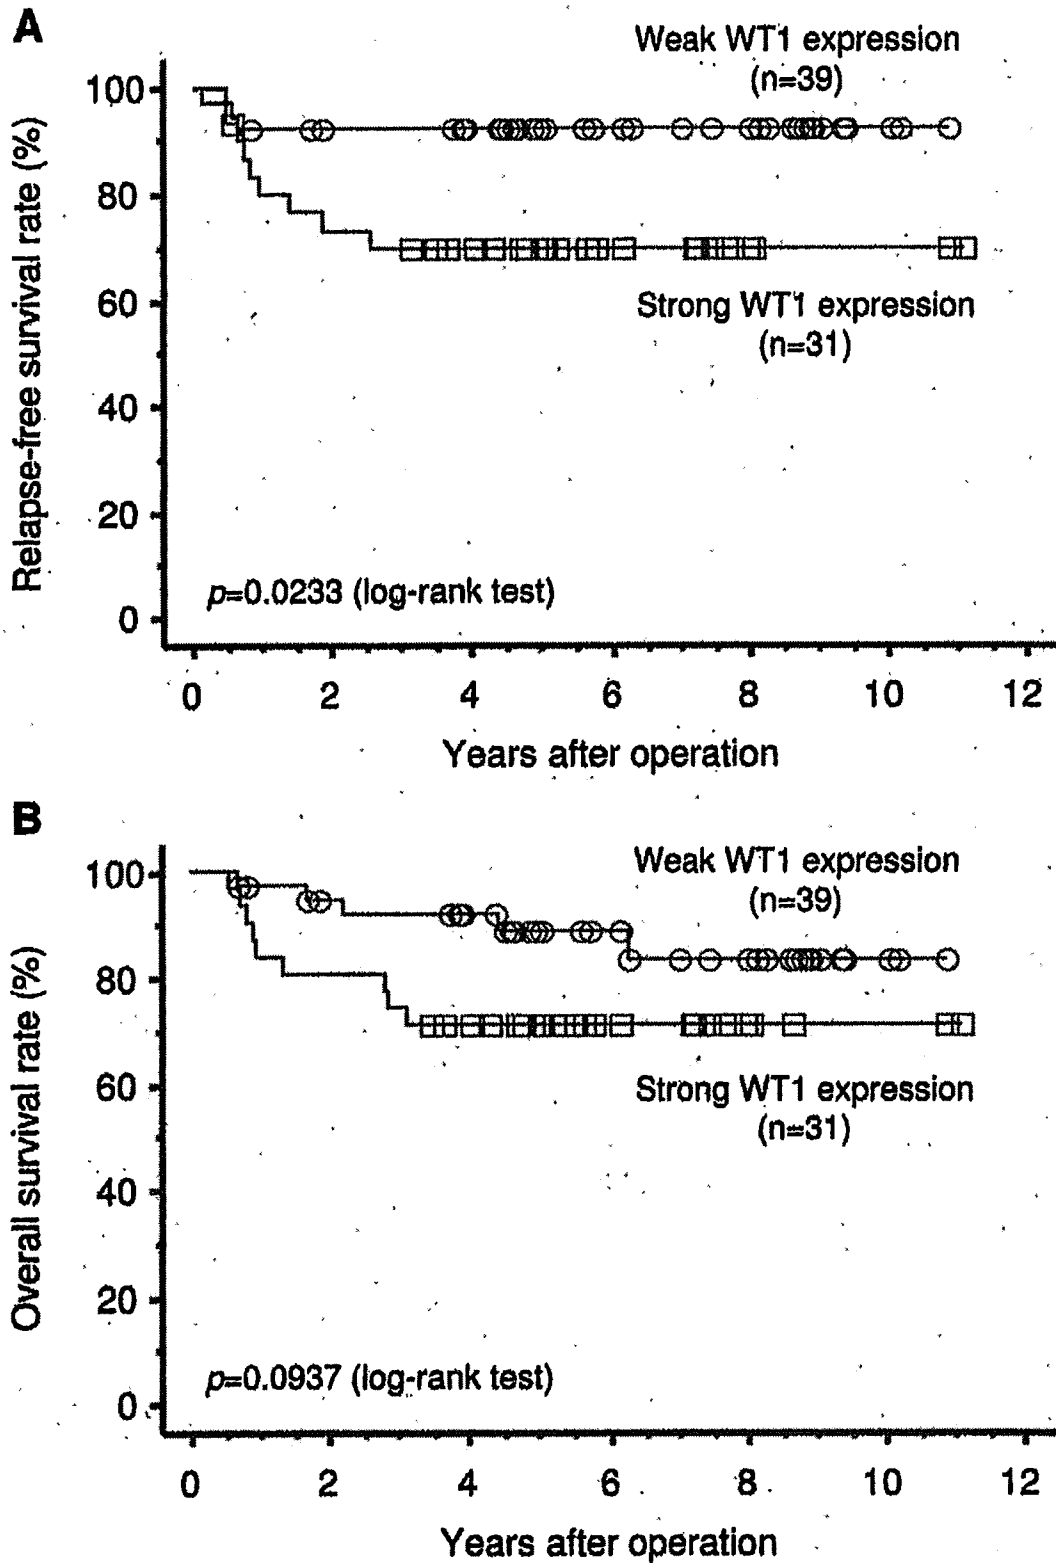 A
Weak WT1 expression
(n=39)
100
80
60
40
20
0
Relapse-free survival rate (%)
Strong WT1 expression
(n=31)
p=0.0233 (log-rank test)
0 2 4 6 8 10 12
Years after operation
B
Weak WT1 expression
(n=39)
100
80
60
40
20
0
Overall survival rate (%)
Strong WT1 expression
(n=31)
p=0.0937 (log-rank test)
0 2 4 6 8 10 12
Years after operation